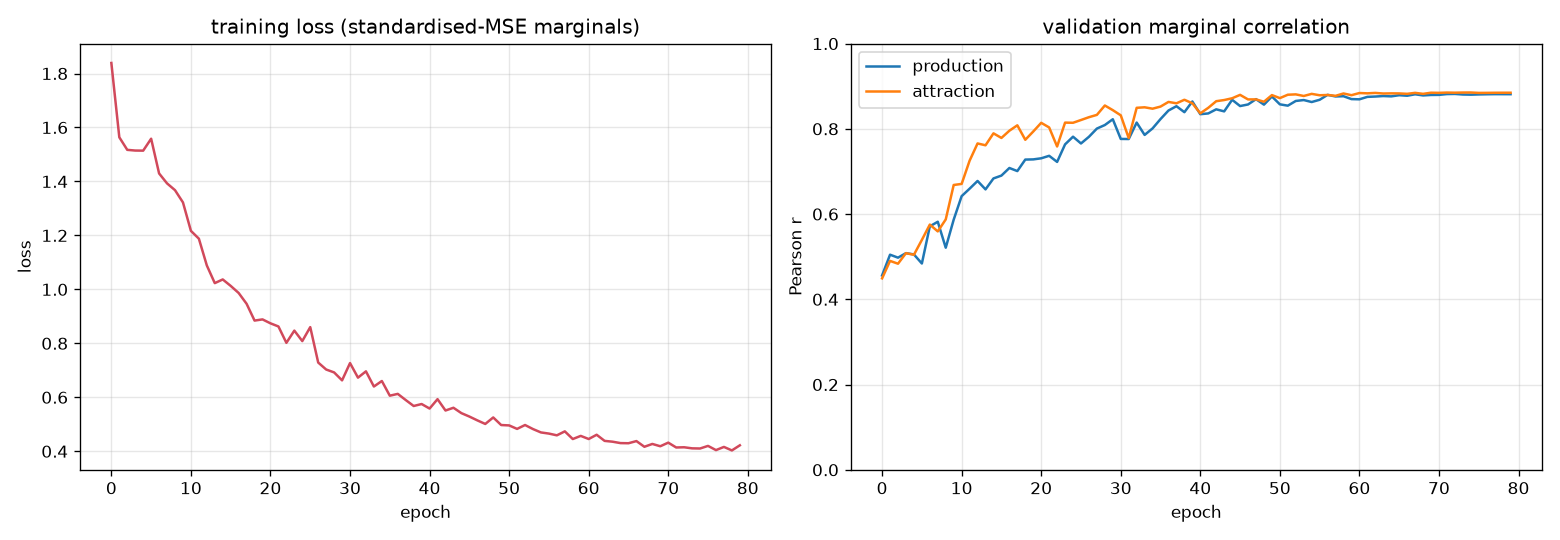 training loss (standardised-MSE marginals)
1.8
1.6
1.4
1.2
1.0
0.8
0.6
0.4
loss
0 10 20 30 40 50 60 70 80
epoch
validation marginal correlation
production
attraction
1.0
0.8
0.6
0.4
0.2
0.0
Pearson r
0 10 20 30 40 50 60 70 80
epoch